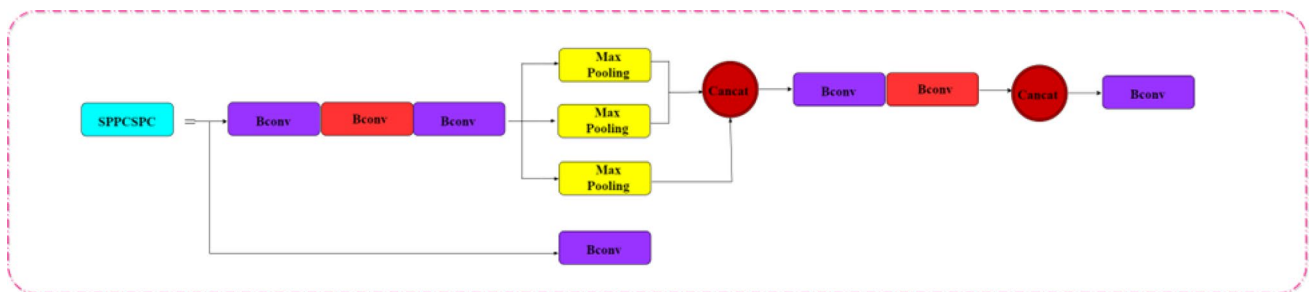 SPPCSPC
Bconv
Bconv
Bconv
Max
Pooling
Max
Pooling
Max
Pooling
Cancat
Bconv
Bconv
Cancat
Bconv
Bconv